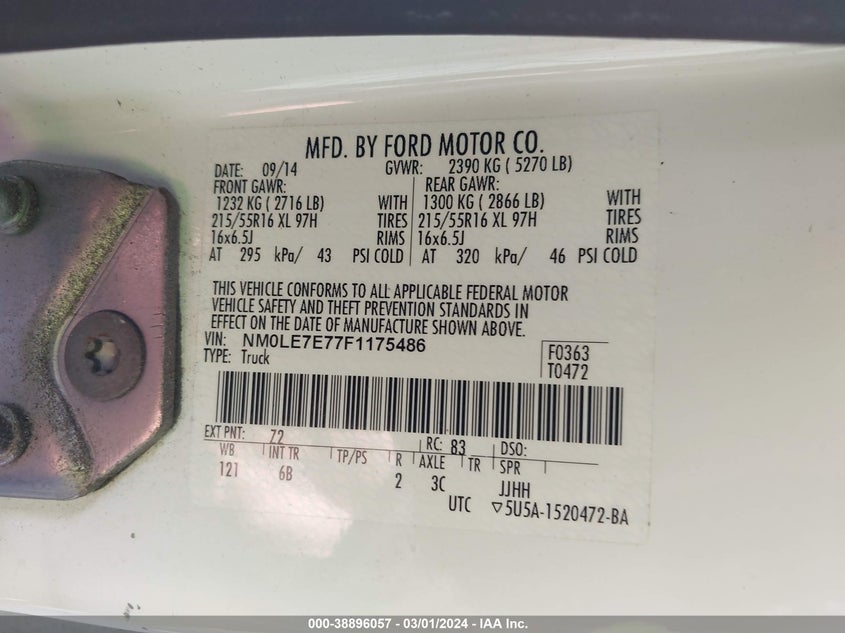 MFD. BY FORD MOTOR CO.
DATE: 09/14 GVWR: 2390 KG ( 5270 LB)
FRONT GAWR: REAR GAWR:
1232 KG ( 2716 LB) WITH 1300 KG ( 2866 LB) WITH
215/55R16 XL 97H TIRES 215/55R16 XL 97H TIRES
16x6.5J RIMS 16x6.5J RIMS
AT 295 kPa/ 43 PSI COLD AT 320 kPa/ 46 PSI COLD
THIS VEHICLE CONFORMS TO ALL APPLICABLE FEDERAL MOTOR
VEHICLE SAFETY AND THEFT PREVENTION STANDARDS IN
EFFECT ON THE DATE OF MANUFACTURE SHOWN ABOVE.
VIN: NM0LE7E77F1175486 F0363
TYPE: Truck T0472
EXT PNT: Z2 RC: 83 DSO:
WB INT TR TP/PS R AXLE TR SPR
121 6B 2 3C JJHH
UTC ▽5U5A-1520472-BA
000-38896057 - 03/01/2024 - IAA Inc.